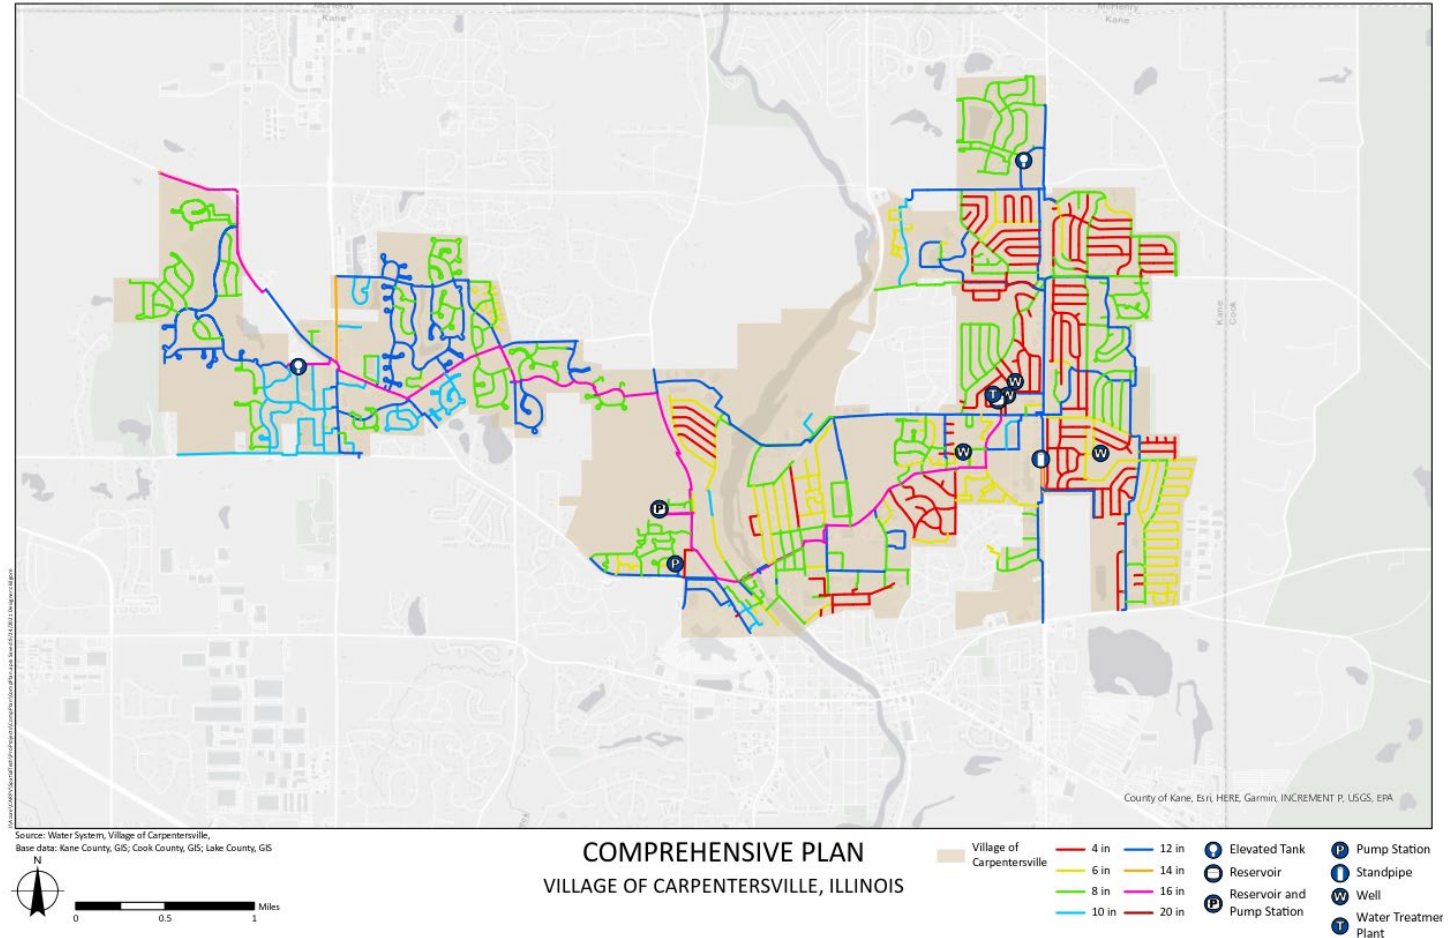 McHenry
Kane
McHenry
Kane
Kane
Cook
W
T
W
W
W
P
P
County of Kane, Esri, HERE, Garmin, INCREMENT P, USGS, EPA
Source: Water System, Village of Carpentersville,
Base data: Kane County, GIS; Cook County, GIS; Lake County, GIS
N
0 0.5 1 Miles
COMPREHENSIVE PLAN
VILLAGE OF CARPENTERSVILLE, ILLINOIS
Village of
Carpentersville
4 in
6 in
8 in
10 in
12 in
14 in
16 in
20 in
Elevated Tank
Reservoir
P Reservoir and
Pump Station
P Pump Station
Standpipe
W Well
T Water Treatmen
Plant